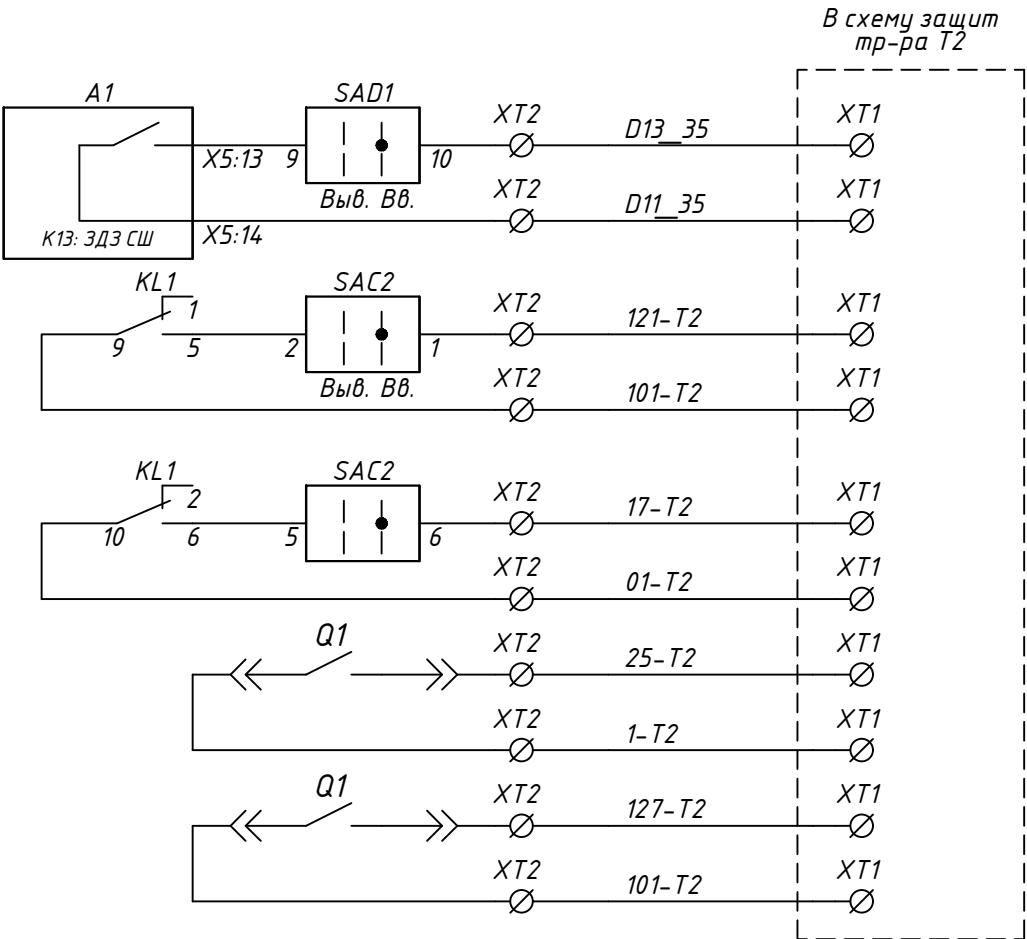 В схему защит
тр-ра Т2
A1 SAD1 XT2 XT1
X5:13 9 10 D13__35
Выв. Вв. XT2 D11__35 XT1
К13: ЗДЗ СШ X5:14
KL1 SAC2 XT2 XT1
1 121-T2
9 5 2 1
Выв. Вв. XT2 101-T2 XT1
KL1 SAC2 XT2 XT1
2 17-T2
10 6 5 6
XT2 01-T2 XT1
Q1 XT2 25-T2 XT1
XT2 1-T2 XT1
Q1 XT2 127-T2 XT1
XT2 101-T2 XT1